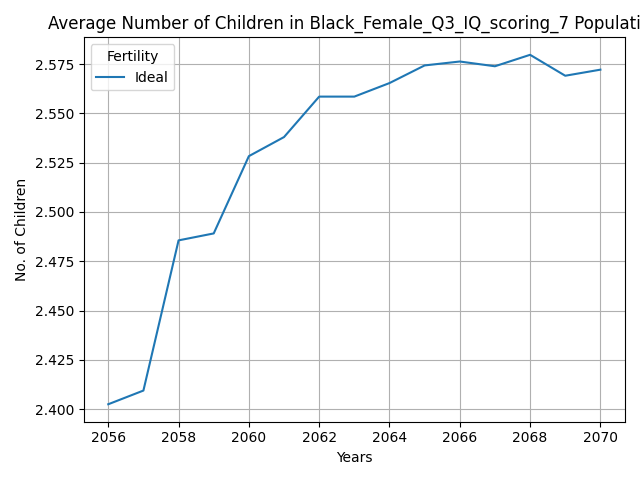 Average Number of Children in Black_Female_Q3_IQ_scoring_7 Populati
Fertility
Ideal
No. of Children
2.575
2.550
2.525
2.500
2.475
2.450
2.425
2.400
2056 2058 2060 2062 2064 2066 2068 2070
Years